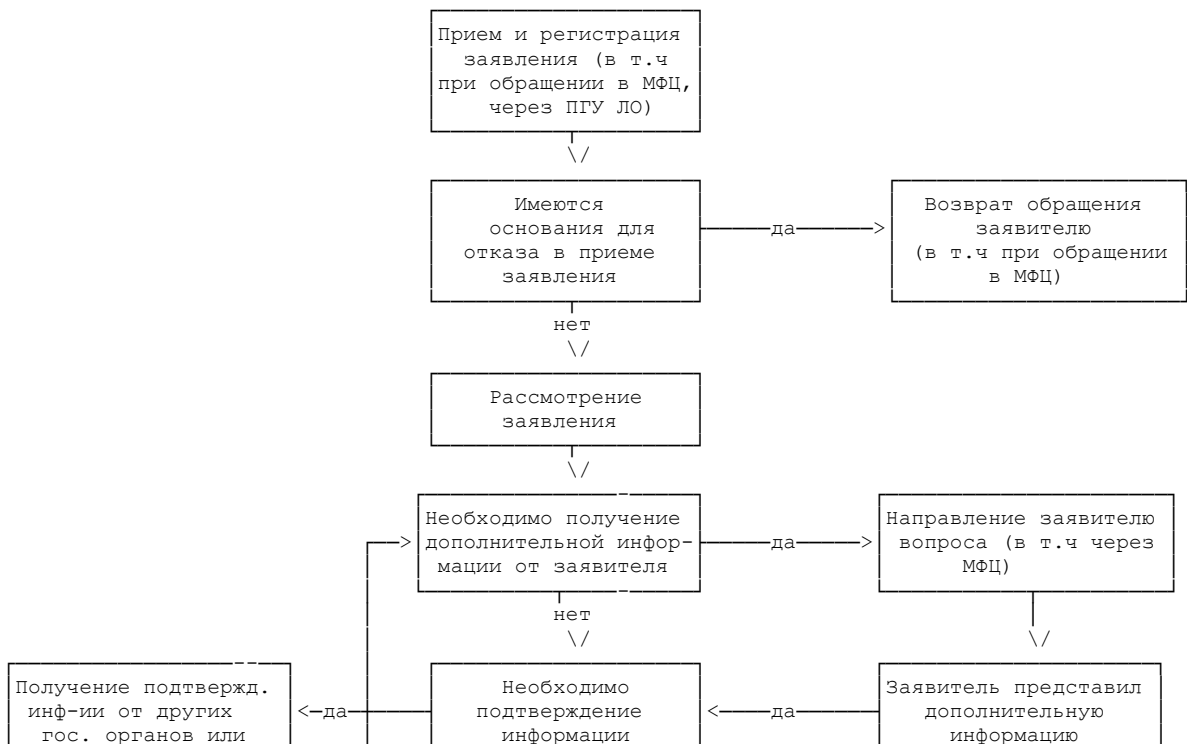 Прием и регистрация
заявления (в т.ч
при обращении в МФЦ,
через ПГУ ЛО)
\/
Имеются
основания для
отказа в приеме
заявления
да
>
Возврат обращения
заявителю
(в т.ч при обращении
в МФЦ)
нет
\/
Рассмотрение
заявления
\/
>
Необходимо получение
дополнительной инфор-
мации от заявителя
да
>
Направление заявителю
вопроса (в т.ч через
МФЦ)
нет
\/
\/
Получение подтвержд.
инф-ии от других
гос. органов или
<-да
Необходимо
подтверждение
информации
<
да
Заявитель представил
дополнительную
информацию